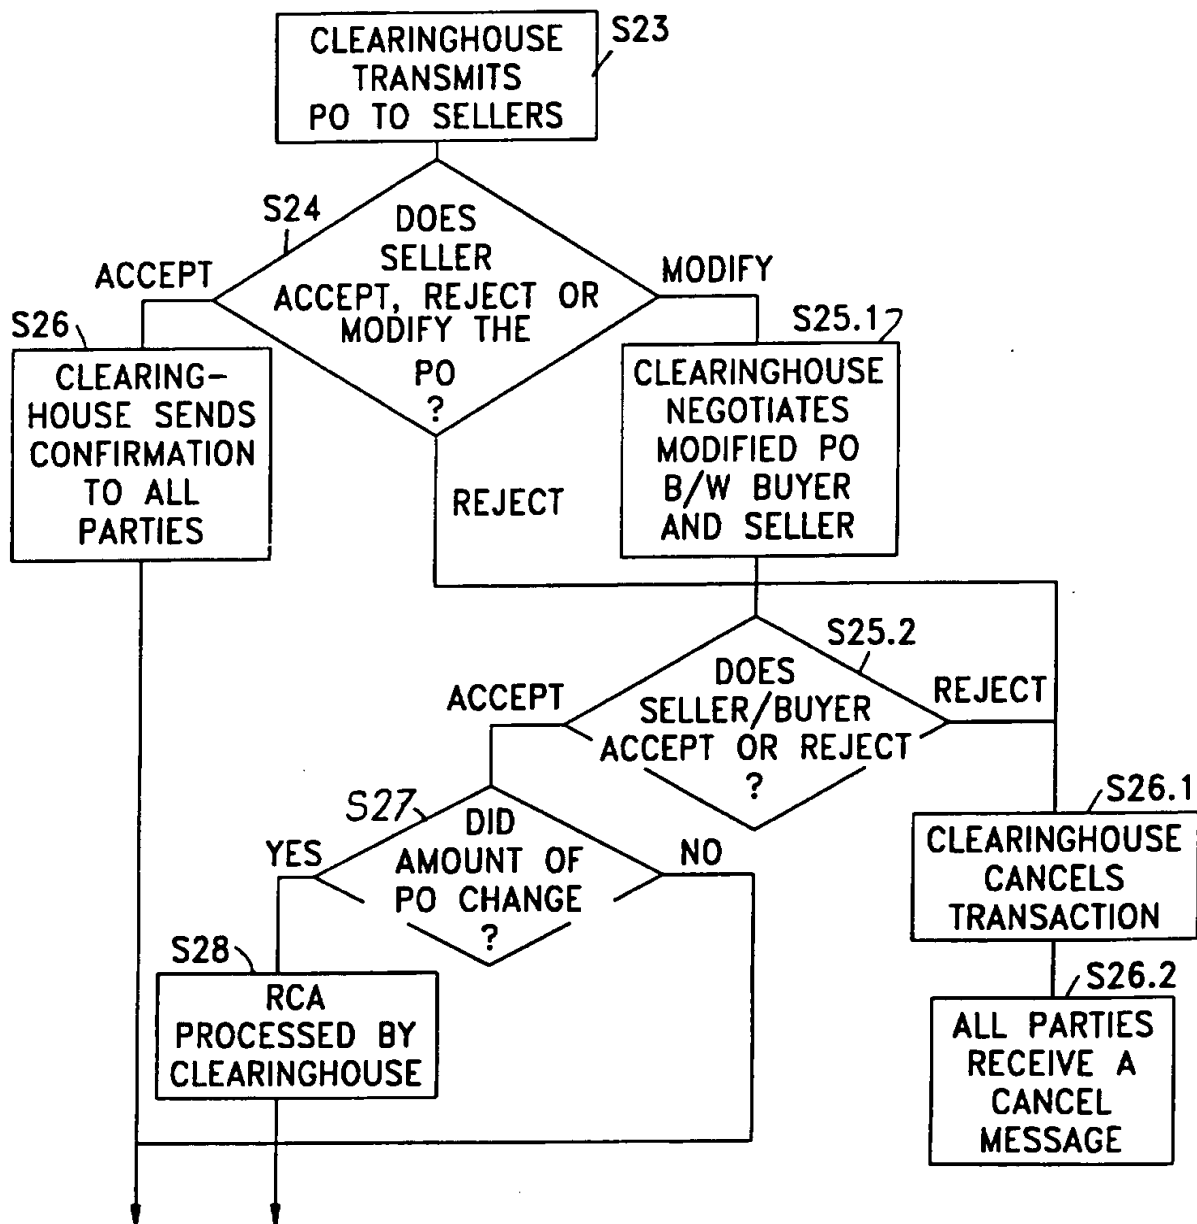 CLEARINGHOUSE
TRANSMITS
PO TO SELLERS
S23
S24
DOES
SELLER
ACCEPT, REJECT OR
MODIFY THE
PO
?
ACCEPT
MODIFY
REJECT
S26
CLEARING-
HOUSE SENDS
CONFIRMATION
TO ALL
PARTIES
S25.1
CLEARINGHOUSE
NEGOTIATES
MODIFIED PO
B/W BUYER
AND SELLER
S25.2
DOES
SELLER/BUYER
ACCEPT OR REJECT
?
ACCEPT
REJECT
S27
DID
AMOUNT OF
PO CHANGE
?
YES
NO
S26.1
CLEARINGHOUSE
CANCELS
TRANSACTION
S28
RCA
PROCESSED BY
CLEARINGHOUSE
S26.2
ALL PARTIES
RECEIVE A
CANCEL
MESSAGE